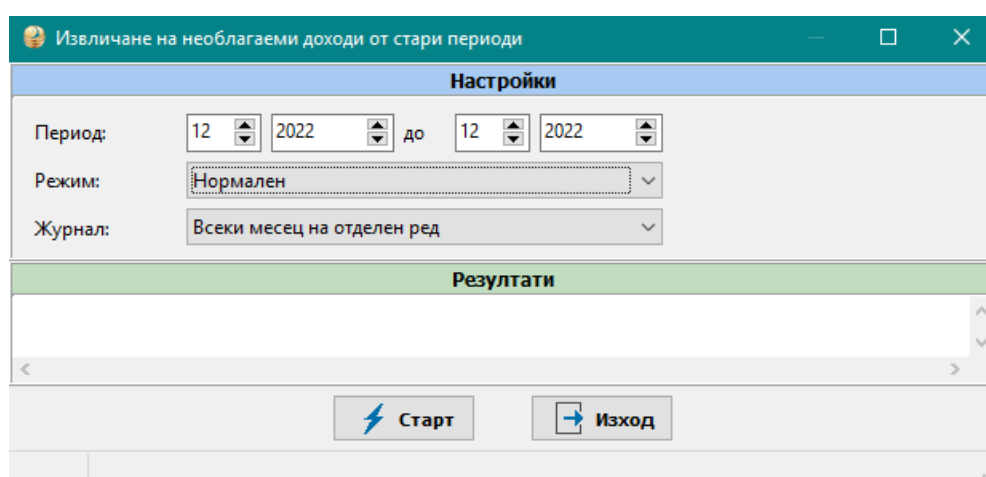 Извличане на необлагаеми доходи от стари периоди
Настройки
Период: 12 2022 до 12 2022
Режим: Нормален
Журнал: Всеки месец на отделен ред
Резултати
Старт Изход